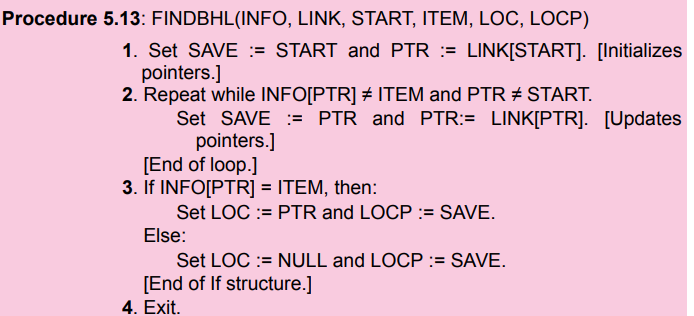 Procedure 5.13: FINDBHL(INFO, LINK, START, ITEM, LOC, LOCP)
1. Set SAVE := START and PTR := LINK[START]. [Initializes
pointers.]
2. Repeat while INFO[PTR] ≠ ITEM and PTR ≠ START.
Set SAVE := PTR and PTR:= LINK[PTR]. [Updates
pointers.]
[End of loop.]
3. If INFO[PTR] = ITEM, then:
Set LOC := PTR and LOCP := SAVE.
Else:
Set LOC := NULL and LOCP := SAVE.
[End of If structure.]
4. Exit.